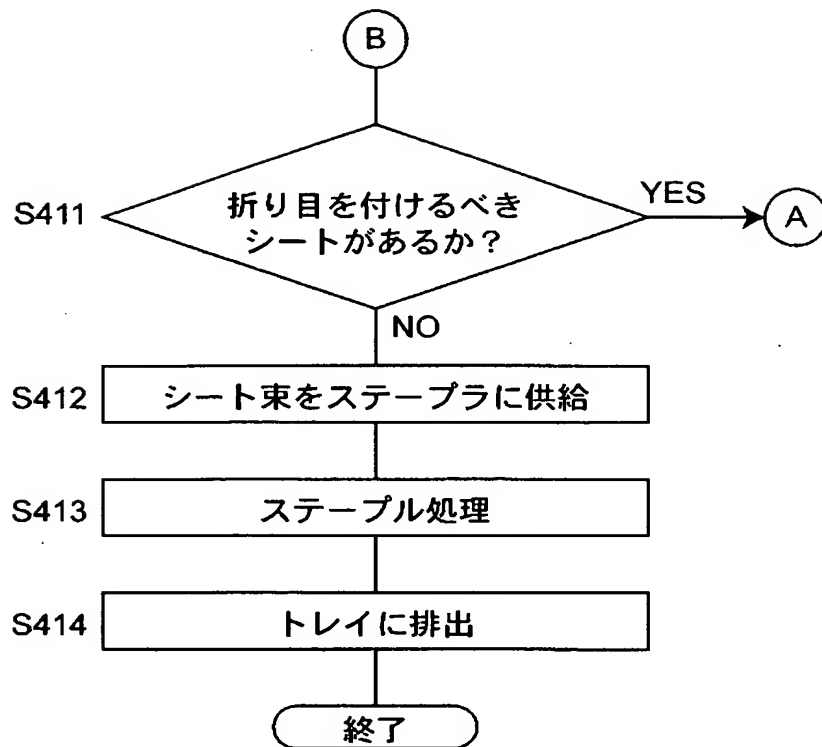 B
S411
折り目を付けるべき
シートがあるか？
YES
A
NO
S412
シート束をステープラに供給
S413
ステープル処理
S414
トレイに排出
終了